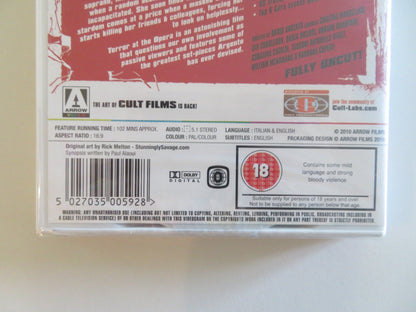 soprano,
when a random
incapacitated. She soon
stardom comes at a price when a
starts killing her friends & colleagues, forcing her
to look on helplessly...
Terror at the Opera is an astonishing film
that questions our own involvement as
passive viewers and features some of
the greatest set-pieces Argento
has ever
FULLY UNCUT!
ARROW
THE ART OF CULT FILMS IS BACK!
join the community at
Cult-Labs.com
FEATURE RUNNING TIME: 102 MINS APPROX.
ASPECT RATIO: 16:9
AUDIO: 5.1 STEREO
COLOUR: PAL/COLOUR
LANGUAGE: ITALIAN & ENGLISH
SUBTITLES: ENGLISH
© 2010 ARROW FILMS
PACKAGING DESIGN © ARROW FILMS 2010
Original art by Rick Melton - StunninglySavage.com
Synopsis written by Paul
5 027035 005928 >
DOLBY
DIGITAL
0
18
Contains some mild
language and strong
bloody violence
Suitable only for persons of 18 years and over
Not to be supplied to any person below that age.
WARNING: ANY UNAUTHORISED USE (INCLUDING BUT NOT LIMITED TO COPYING, ALTERING, RENTING, LENDING, PERFORMING IN PUBLIC, BROADCASTING OR INCLUDED IN
A CABLE TELEVISION SERVICE) OF OR OTHER DEALINGS WITH THIS VIDEOGRAM OR THE COPYRIGHT WORKS INCLUDED IN IT OR ANY PART THEREOF IS STRICTLY PROHIBITED.